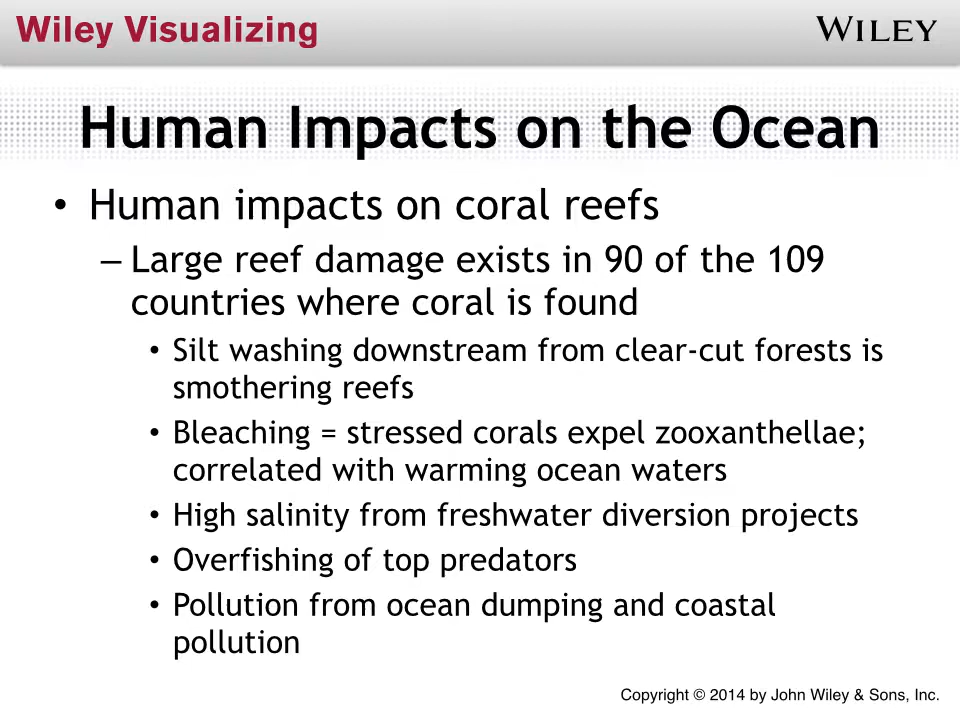 Wiley Visualizing
WILEY
Human Impacts on the Ocean
• Human impacts on coral reefs
– Large reef damage exists in 90 of the 109
countries where coral is found
• Silt washing downstream from clear-cut forests is
smothering reefs
• Bleaching = stressed corals expel zooxanthellae;
correlated with warming ocean waters
• High salinity from freshwater diversion projects
• Overfishing of top predators
• Pollution from ocean dumping and coastal
pollution
Copyright © 2014 by John Wiley & Sons, Inc.